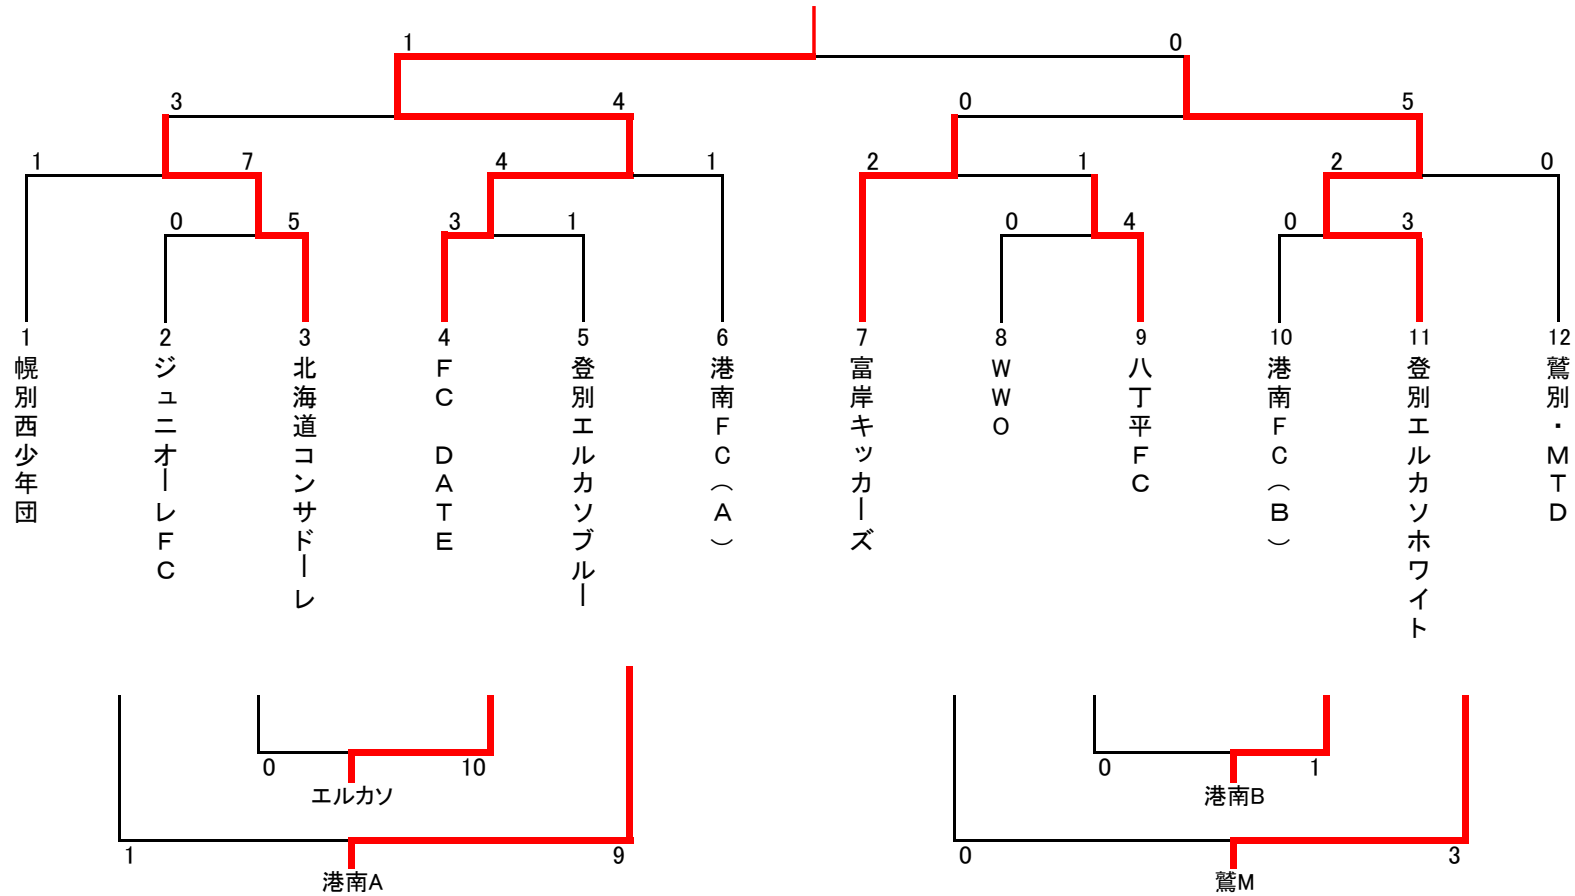 1 0
3 4 0 5
1 7 4 1 2 1 2 0
0 5 3 1 0 4 0 3
1 2 3 4 5 6 7 8 9 10 11 12
幌別西少年団
ジュニオーレFC
北海道コンサドーレ
FC DATE
登別エルカソブルー
港南FC(A)
富岸キッカーズ
WWO
八丁平FC
港南FC(B)
登別エルカソホワイト
鷲別・MTD
0 10 0 1
エルカソ 港南B
1 9 0 3
港南A 鷲M